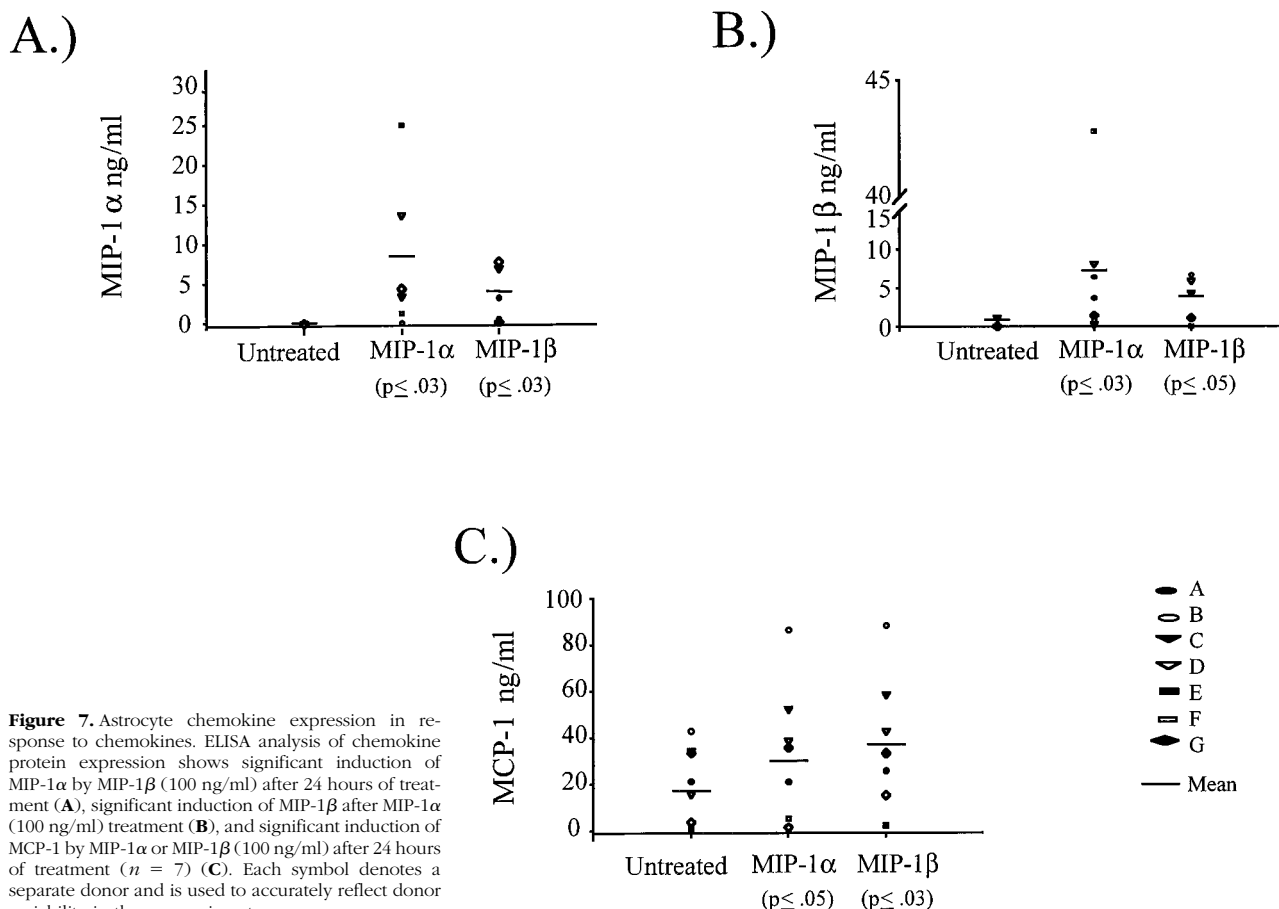 A.)
MIP-1 α ng/ml
30
25
20
15
10
5
0
Untreated MIP-1α MIP-1β
(p≤ .03) (p≤ .03)
B.)
MIP-1 β ng/ml
45
40
15
10
5
0
Untreated MIP-1α MIP-1β
(p≤ .03) (p≤ .05)
C.)
MCP-1 ng/ml
100
80
60
40
20
0
Untreated MIP-1α MIP-1β
(p≤ .05) (p≤ .03)
A
B
C
D
E
F
G
Mean
Figure 7. Astrocyte chemokine expression in re-
sponse to chemokines. ELISA analysis of chemokine
protein expression shows significant induction of
MIP-1α by MIP-1β (100 ng/ml) after 24 hours of treat-
ment (A), significant induction of MIP-1β after MIP-1α
(100 ng/ml) treatment (B), and significant induction of
MCP-1 by MIP-1α or MIP-1β (100 ng/ml) after 24 hours
of treatment (n = 7) (C). Each symbol denotes a
separate donor and is used to accurately reflect donor